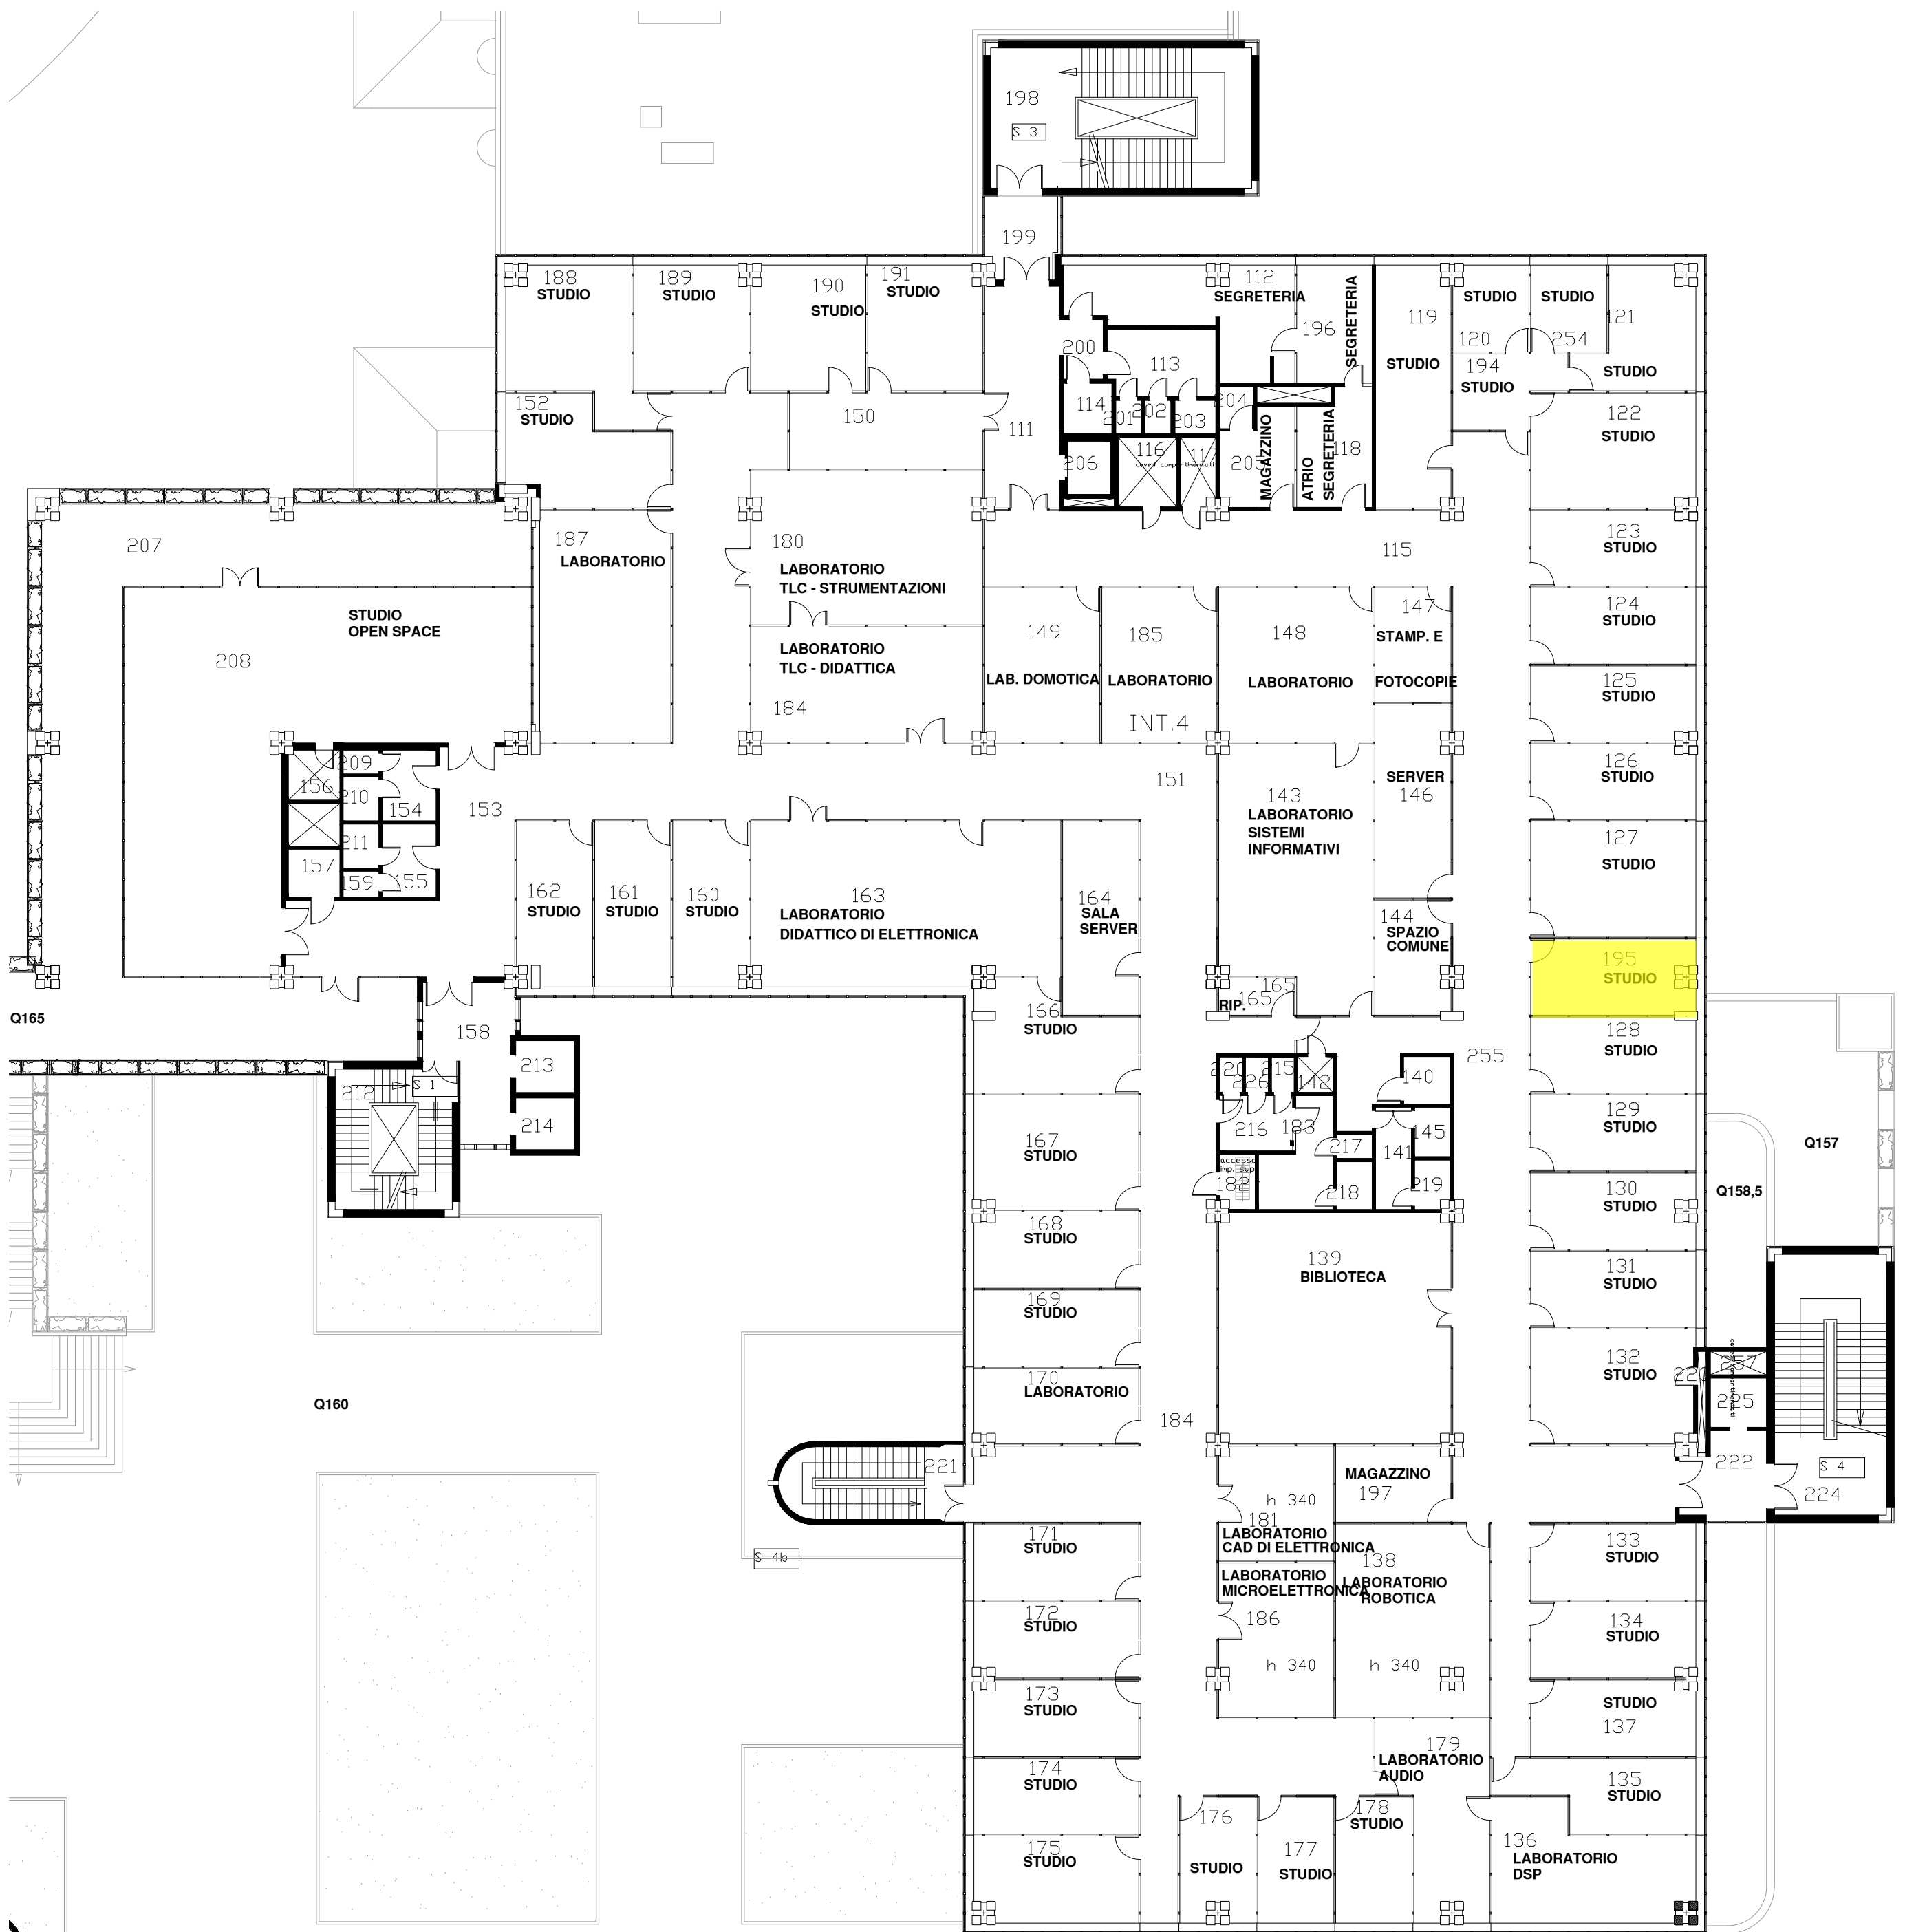 198
S 3
199
188
STUDIO
189
STUDIO
190
STUDIO
191
STUDIO
112
SEGRETERIA
196
SEGRETERIA
119
STUDIO
STUDIO
120
STUDIO
254
121
STUDIO
194
STUDIO
200
113
114
201
202
203
204
111
206
116
117
205
MAGAZZINO
ATRIO
SEGRETERIA
118
152
STUDIO
150
122
STUDIO
207
187
LABORATORIO
180
LABORATORIO
TLC - STRUMENTAZIONI
115
123
STUDIO
STUDIO
OPEN SPACE
208
LABORATORIO
TLC - DIDATTICA
184
149
LAB. DOMOTICA
185
LABORATORIO
INT.4
148
LABORATORIO
147
STAMP. E
FOTOCOPIE
124
STUDIO
125
STUDIO
156
209
210
154
153
211
157
159
155
151
143
LABORATORIO
SISTEMI
INFORMATIVI
SERVER
146
126
STUDIO
127
STUDIO
162
STUDIO
161
STUDIO
160
STUDIO
163
LABORATORIO
DIDATTICO DI ELETTRONICA
164
SALA
SERVER
144
SPAZIO
COMUNE
195
STUDIO
Q165
158
213
214
212
S 1
166
STUDIO
165
RIP.
165
255
128
STUDIO
226
215
142
140
216
183
217
141
145
accesso
imp. sup.
182
218
219
167
STUDIO
129
STUDIO
Q157
168
STUDIO
130
STUDIO
Q158,5
139
BIBLIOTECA
169
STUDIO
131
STUDIO
170
LABORATORIO
132
STUDIO
225
Q160
184
221
S 4b
MAGAZZINO
197
h 340
181
LABORATORIO
CAD DI ELETTRONICA
222
S 4
224
171
STUDIO
138
LABORATORIO
ROBOTICA
LABORATORIO
MICROELETTRONICA
186
h 340
h 340
133
STUDIO
172
STUDIO
134
STUDIO
173
STUDIO
STUDIO
137
174
STUDIO
179
LABORATORIO
AUDIO
135
STUDIO
175
STUDIO
176
STUDIO
177
STUDIO
178
STUDIO
136
LABORATORIO
DSP